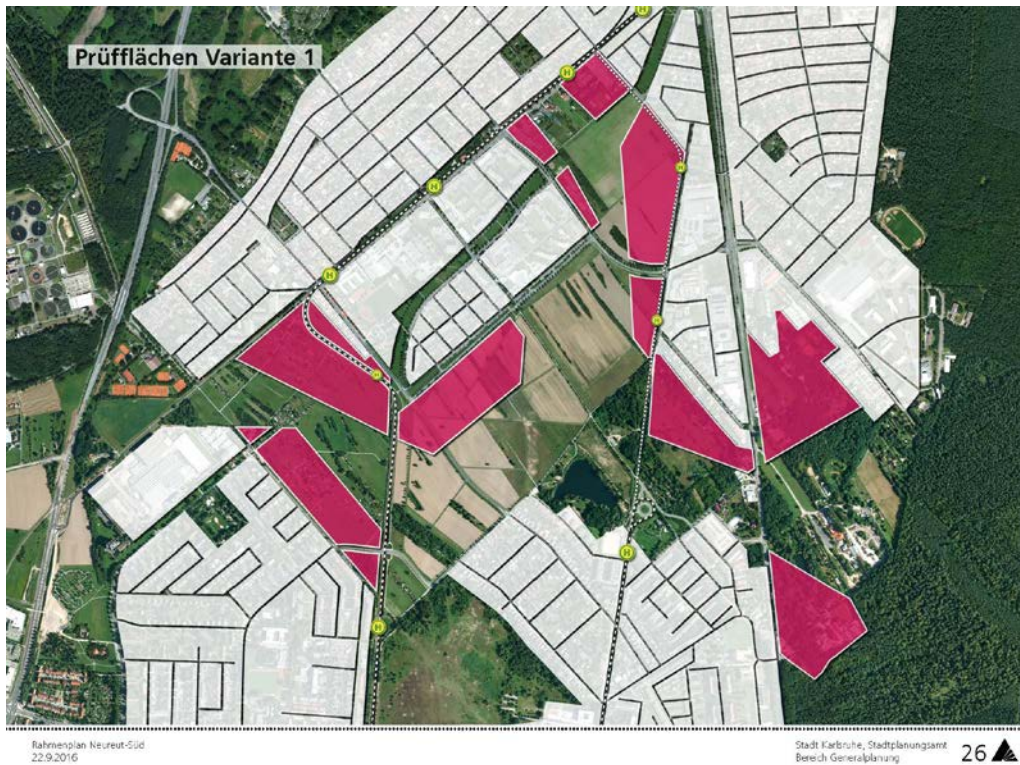 Prüfflächen Variante 1
H
H
H
H
H
H
H
H
H
Rahmenplan Neureut-Süd
22.9.2016
Stadt Karlsruhe, Stadtplanungsamt
Bereich Generalplanung
26